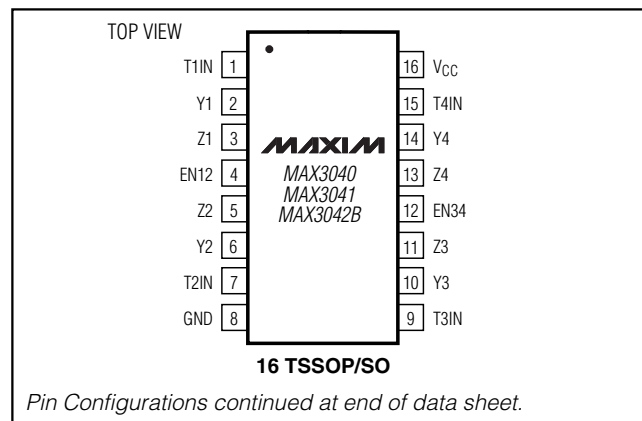 TOP VIEW
T1IN 1
Y1 2
Z1 3
EN12 4
Z2 5
Y2 6
T2IN 7
GND 8
MAXIM
MAX3040
MAX3041
MAX3042B
16 VCC
15 T4IN
14 Y4
13 Z4
12 EN34
11 Z3
10 Y3
9 T3IN
16 TSSOP/SO
Pin Configurations continued at end of data sheet.